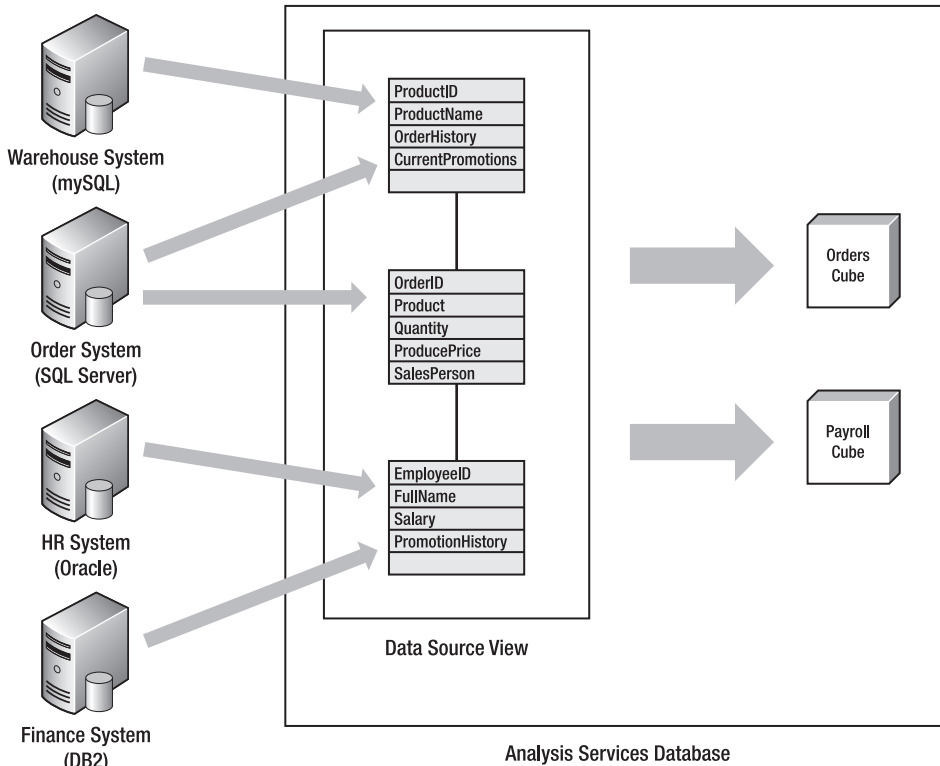 Warehouse System
(mySQL)
Order System
(SQL Server)
HR System
(Oracle)
Finance System
(DB2)
ProductID
ProductName
OrderHistory
CurrentPromotions
OrderID
Product
Quantity
ProducePrice
SalesPerson
EmployeeID
FullName
Salary
PromotionHistory
Data Source View
Orders
Cube
Payroll
Cube
Analysis Services Database